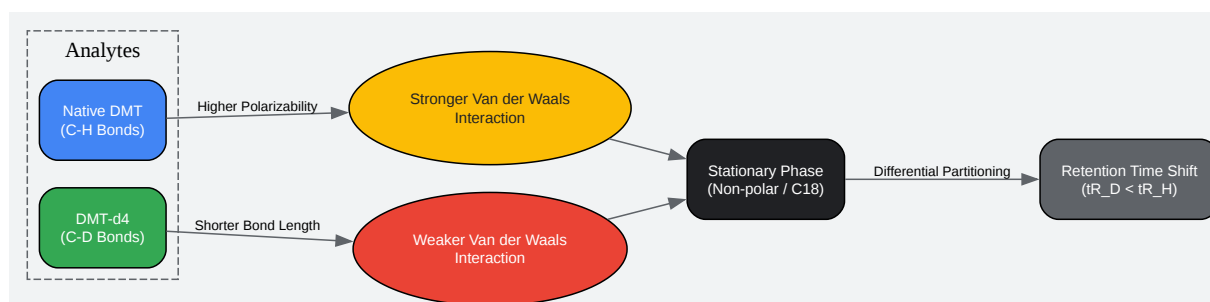 Analytes
Native DMT
(C-H Bonds)
Higher Polarizability
Stronger Van der Waals
Interaction
DMT-d4
(C-D Bonds)
Shorter Bond Length
Weaker Van der Waals
Interaction
Stationary Phase
(Non-polar / C18)
Differential Partitioning
Retention Time Shift
(tR_D < tR_H)